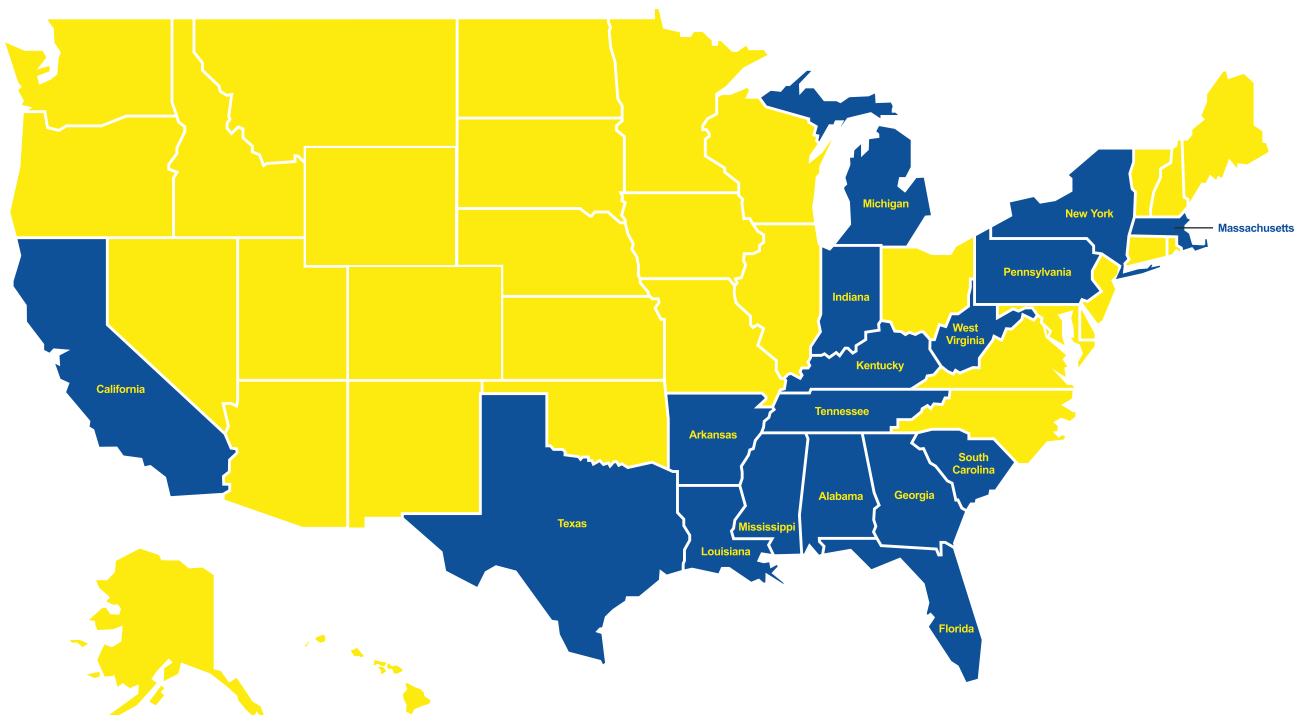 Michigan
New York
Massachusetts
Pennsylvania
Indiana
West
Virginia
Kentucky
California
Tennessee
Arkansas
South
Carolina
Alabama
Georgia
Texas
Mississippi
Louisiana
Florida